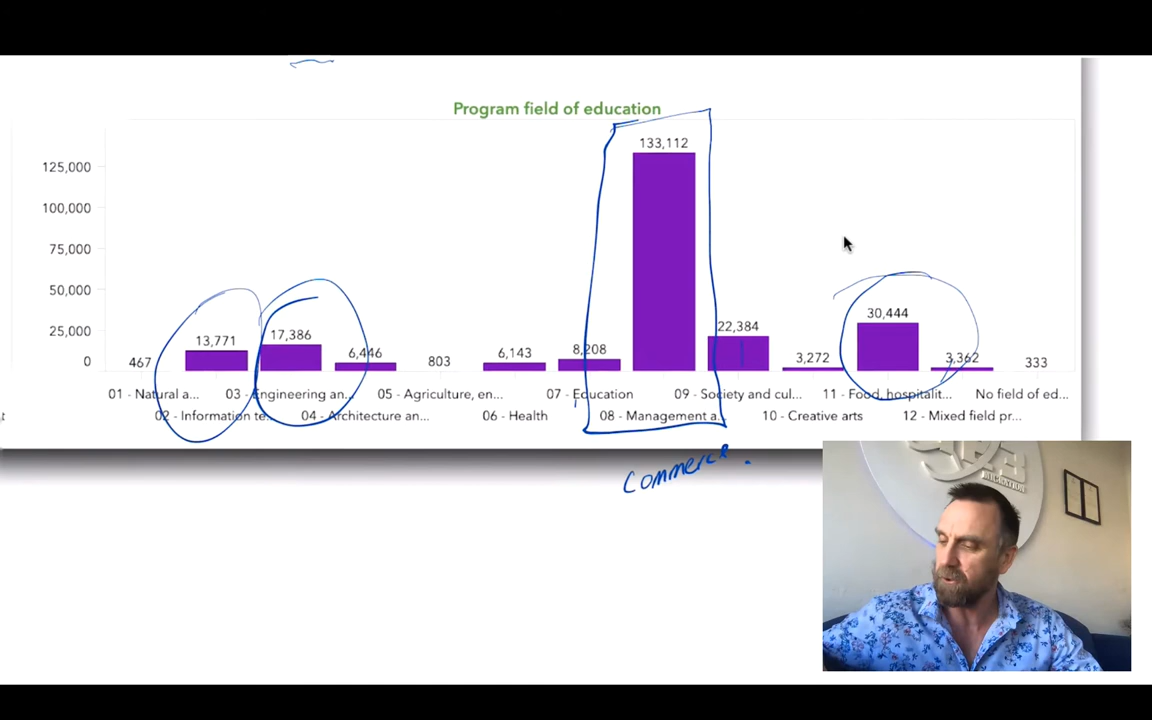 Program field of education
133,112
125,000
100,000
75,000
50,000
30,444
13,771
17,386
22,384
25,000
6,446
6,143
8,208
3,272
3,362
0
467
803
333
01 - Natural a...
03 - Engineering an...
05 - Agriculture, en...
07 - Education
09 - Society and cul...
11 - Food, hospitalit...
No field of ed...
02 - Information te...
04 - Architecture an...
06 - Health
08 - Management a...
10 - Creative arts
12 - Mixed field pr...
Commerce.